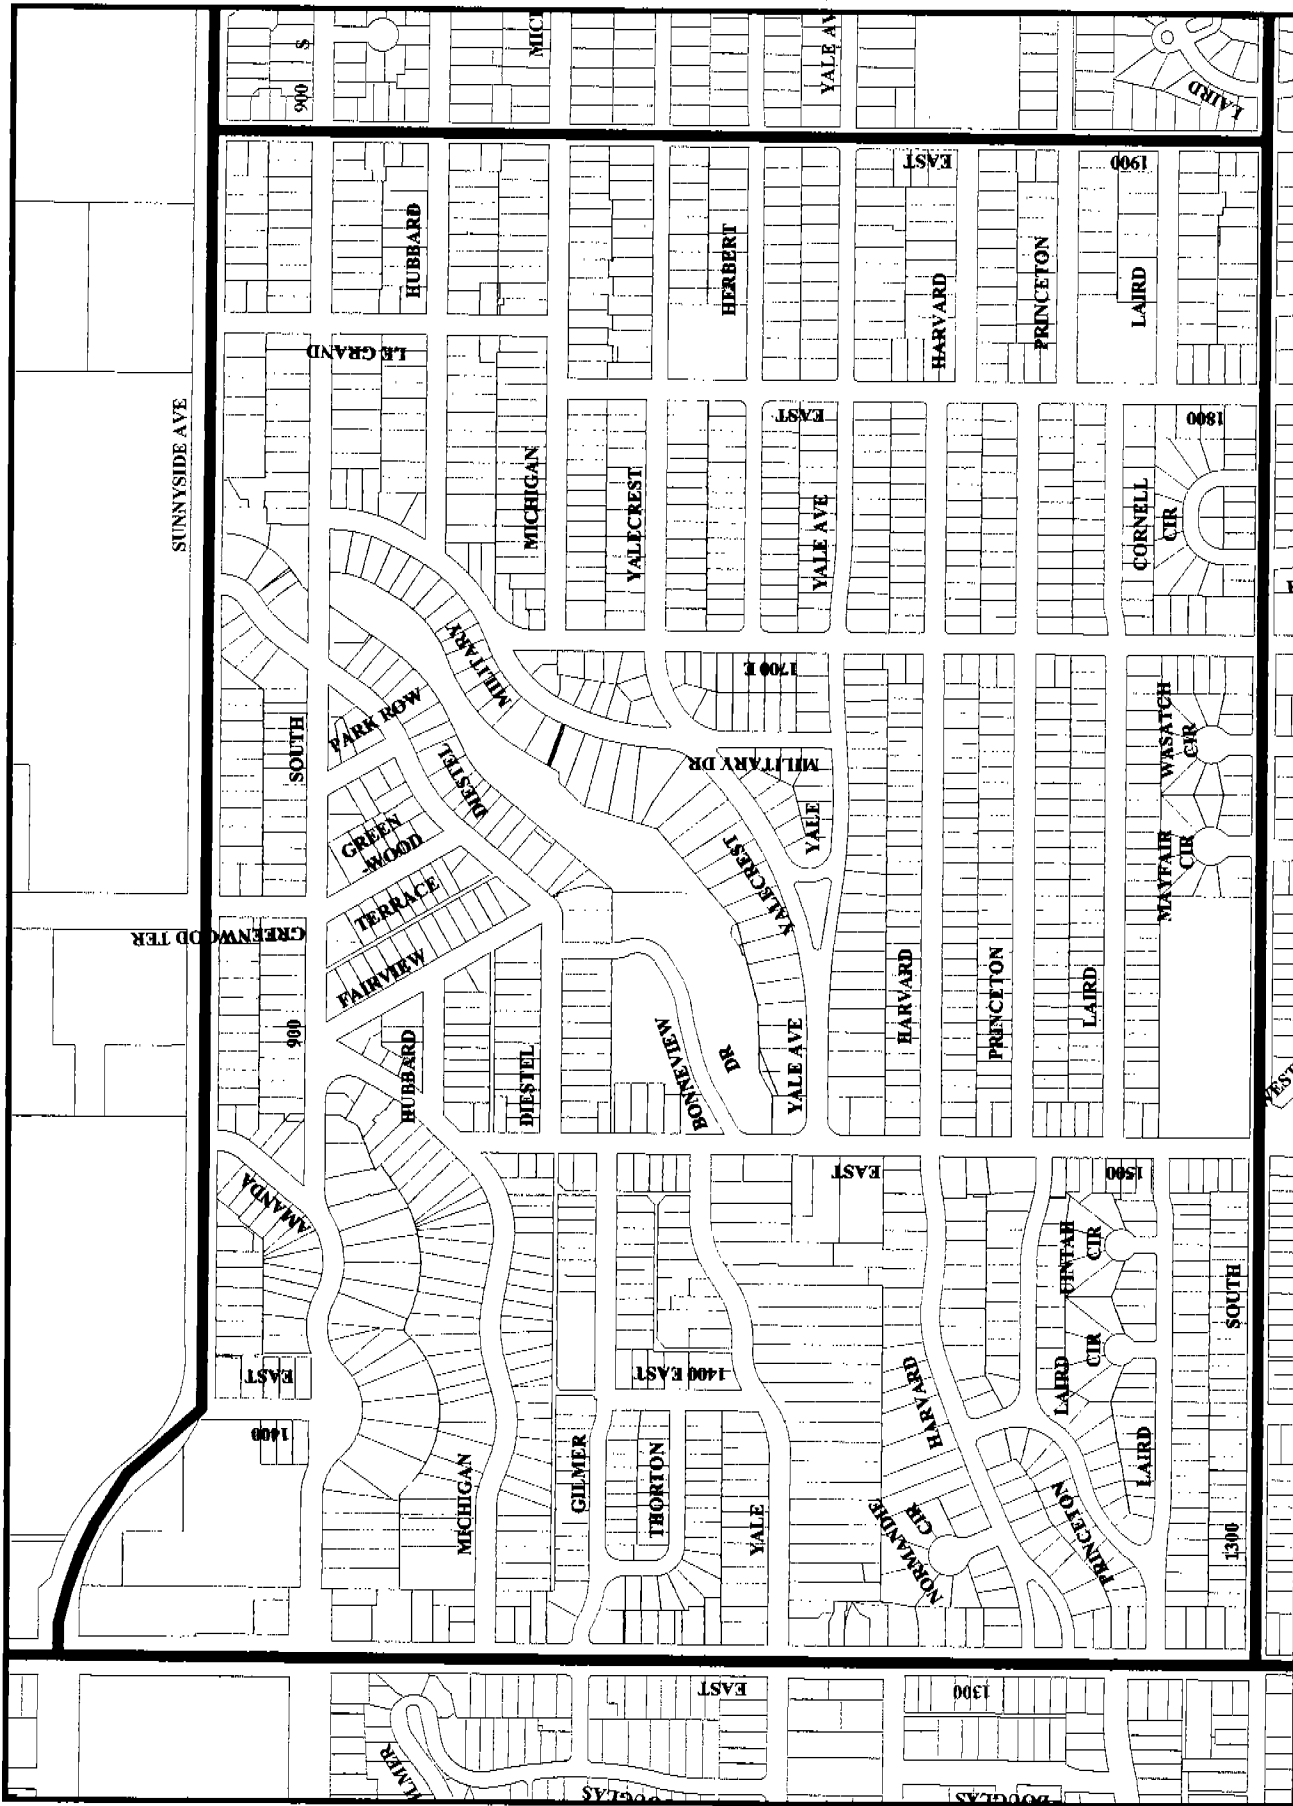 900 S
YALE AV
LAIRD
EAST
1900
HUBBARD
HERBERT
HARVARD
PRINCETON
LAIRD
LE GRAND
SUNNYSIDE AVE
EAST
1800
MICHIGAN
YALECREST
YALE AVE
CORNELL
CIR
MILITARY
1700 E
SOUTH
PARK ROW
DIESTEL
MILITARY DR
WASATCH
CIR
GREEN
-WOOD
YALE
MAYFAIR
CIR
TERRACE
YALECREST
GREENWOOD TER
FAIRVIEW
HARVARD
PRINCETON
LAIRD
900
HUBBARD
DIESTEL
BONNEVIEW
DR
YALE AVE
AMANDA
EAST
1500
UINTAH
CIR
SOUTH
EAST
1400
1400 EAST
HARVARD
LAIRD
CIR
MICHIGAN
GILMER
THORTON
YALE
NORMANDIE
CIR
PRINCETON
LAIRD
1300
EAST
1300
DOUGLAS
DOUGLAS